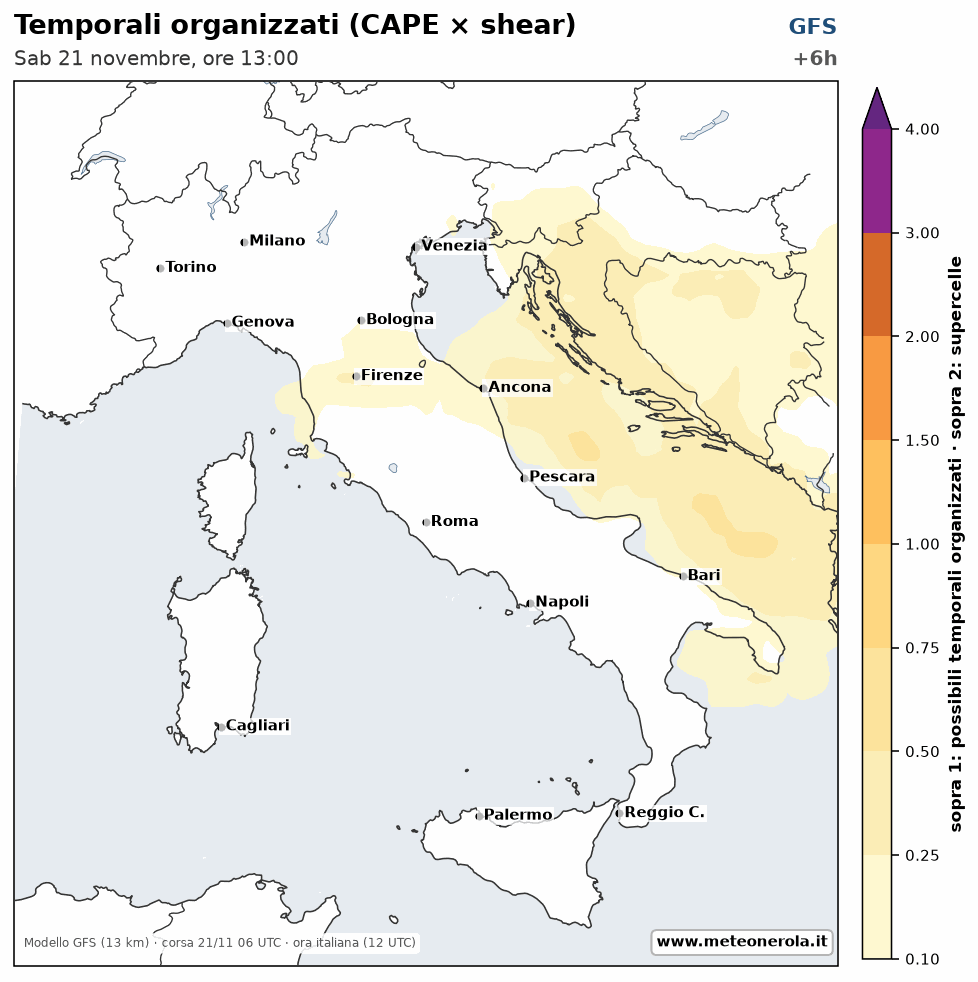 Temporali organizzati (CAPE × shear)
GFS
Sab 21 novembre, ore 13:00
+6h
Milano
Venezia
Torino
Genova
Bologna
Firenze
Ancona
Pescara
Roma
Bari
Napoli
Cagliari
Palermo
Reggio C.
Modello GFS (13 km) · corsa 21/11 06 UTC · ora italiana (12 UTC)
www.meteonerola.it
4.00
3.00
2.00
1.50
1.00
0.75
0.50
0.25
0.10
sopra 1: possibili temporali organizzati · sopra 2: supercelle